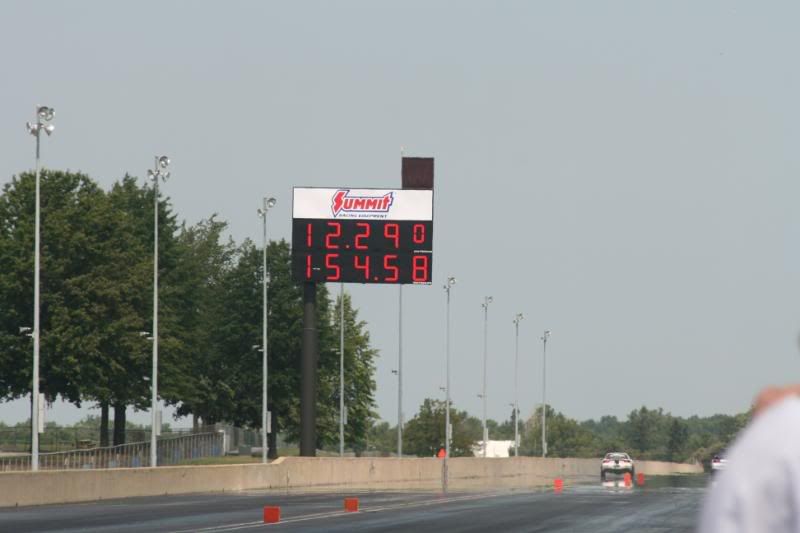 SUMMIT
RACING EQUIPMENT
12.290
154.58